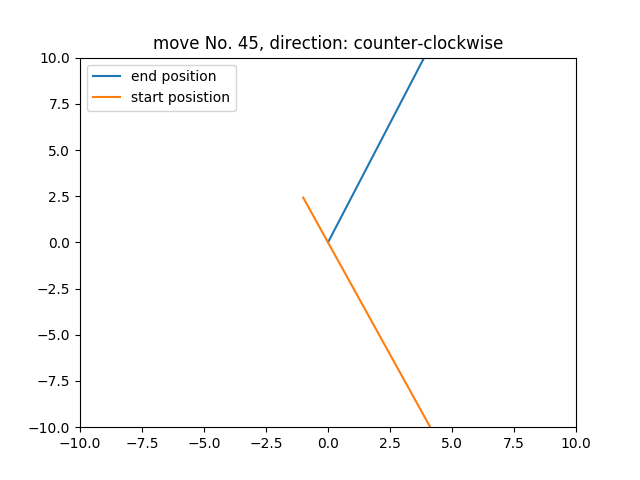 move No. 45, direction: counter-clockwise
end position
start posistion
10.0
7.5
5.0
2.5
0.0
−2.5
−5.0
−7.5
−10.0
−10.0 −7.5 −5.0 −2.5 0.0 2.5 5.0 7.5 10.0